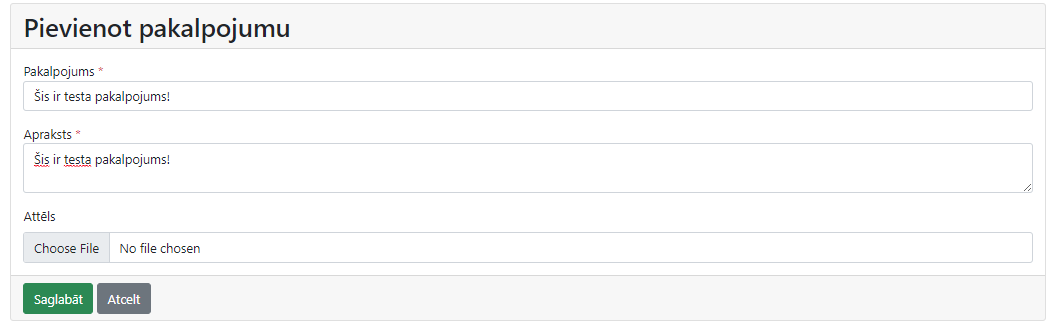 Pievienot pakalpojumu
Pakalpojums *
Šis ir testa pakalpojums!
Apraksts *
Šis ir testa pakalpojums!
Attēls
Choose File No file chosen
Saglabāt Atcelt